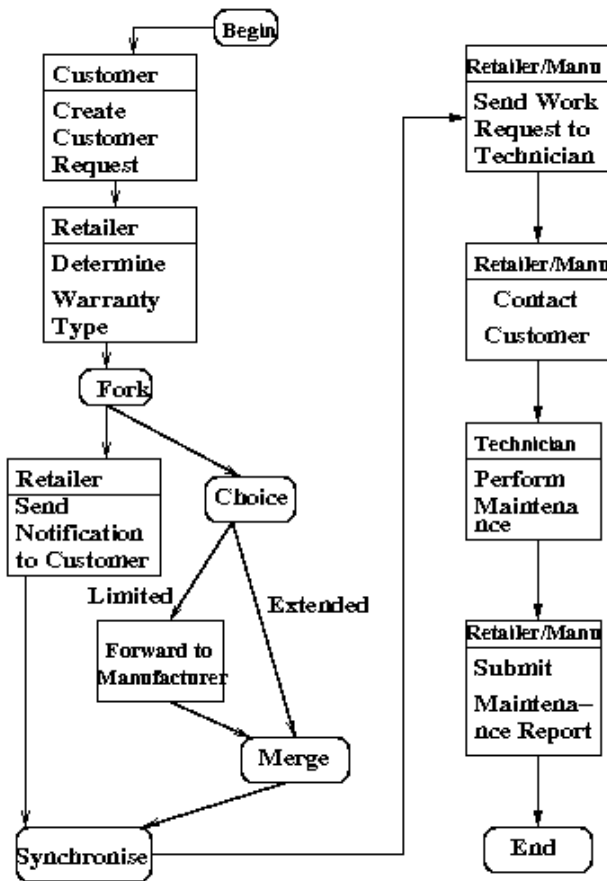 Begin
Customer
Create
Customer
Request
Retailer
Determine
Warranty
Type
Fork
Retailer
Send
Notification
to Customer
Choice
Limited
Extended
Forward to
Manufacturer
Merge
Synchronise
Retailer/Manu
Send Work
Request to
Technician
Retailer/Manu
Contact
Customer
Technician
Perform
Maintena
nce
Retailer/Manu
Submit
Maintena–
nce Report
End